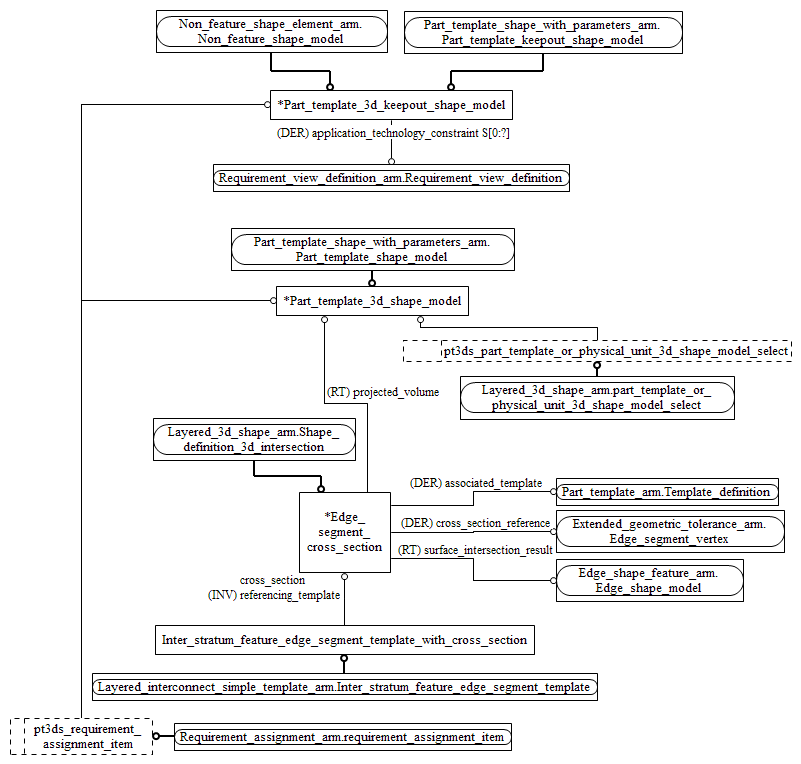 Non_feature_shape_element_arm.
Non_feature_shape_model
Part_template_shape_with_parameters_arm.
Part_template_keepout_shape_model
*Part_template_3d_keepout_shape_model
(DER) application_technology_constraint S[0:?]
Requirement_view_definition_arm.Requirement_view_definition
Part_template_shape_with_parameters_arm.
Part_template_shape_model
*Part_template_3d_shape_model
pt3ds_part_template_or_physical_unit_3d_shape_model_select
Layered_3d_shape_arm.part_template_or_
physical_unit_3d_shape_model_select
(RT) projected_volume
Layered_3d_shape_arm.Shape_
definition_3d_intersection
*Edge_
segment_
cross_section
(DER) associated_template
Part_template_arm.Template_definition
(DER) cross_section_reference
Extended_geometric_tolerance_arm.
Edge_segment_vertex
(RT) surface_intersection_result
Edge_shape_feature_arm.
Edge_shape_model
cross_section
(INV) referencing_template
Inter_stratum_feature_edge_segment_template_with_cross_section
Layered_interconnect_simple_template_arm.Inter_stratum_feature_edge_segment_template
pt3ds_requirement_
assignment_item
Requirement_assignment_arm.requirement_assignment_item